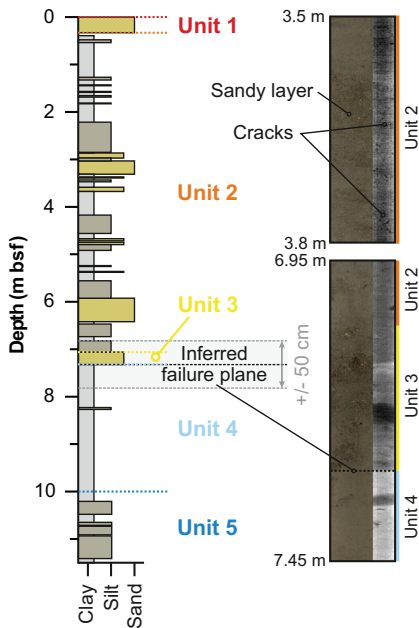 Depth (m bsf)
0
2
4
6
8
10
Clay
Silt
Sand
Unit 1
Unit 2
Unit 3
Inferred
failure plane
+/- 50 cm
Unit 4
Unit 5
3.5 m
Sandy layer
Cracks
3.8 m
Unit 2
6.95 m
7.45 m
Unit 2
Unit 3
Unit 4